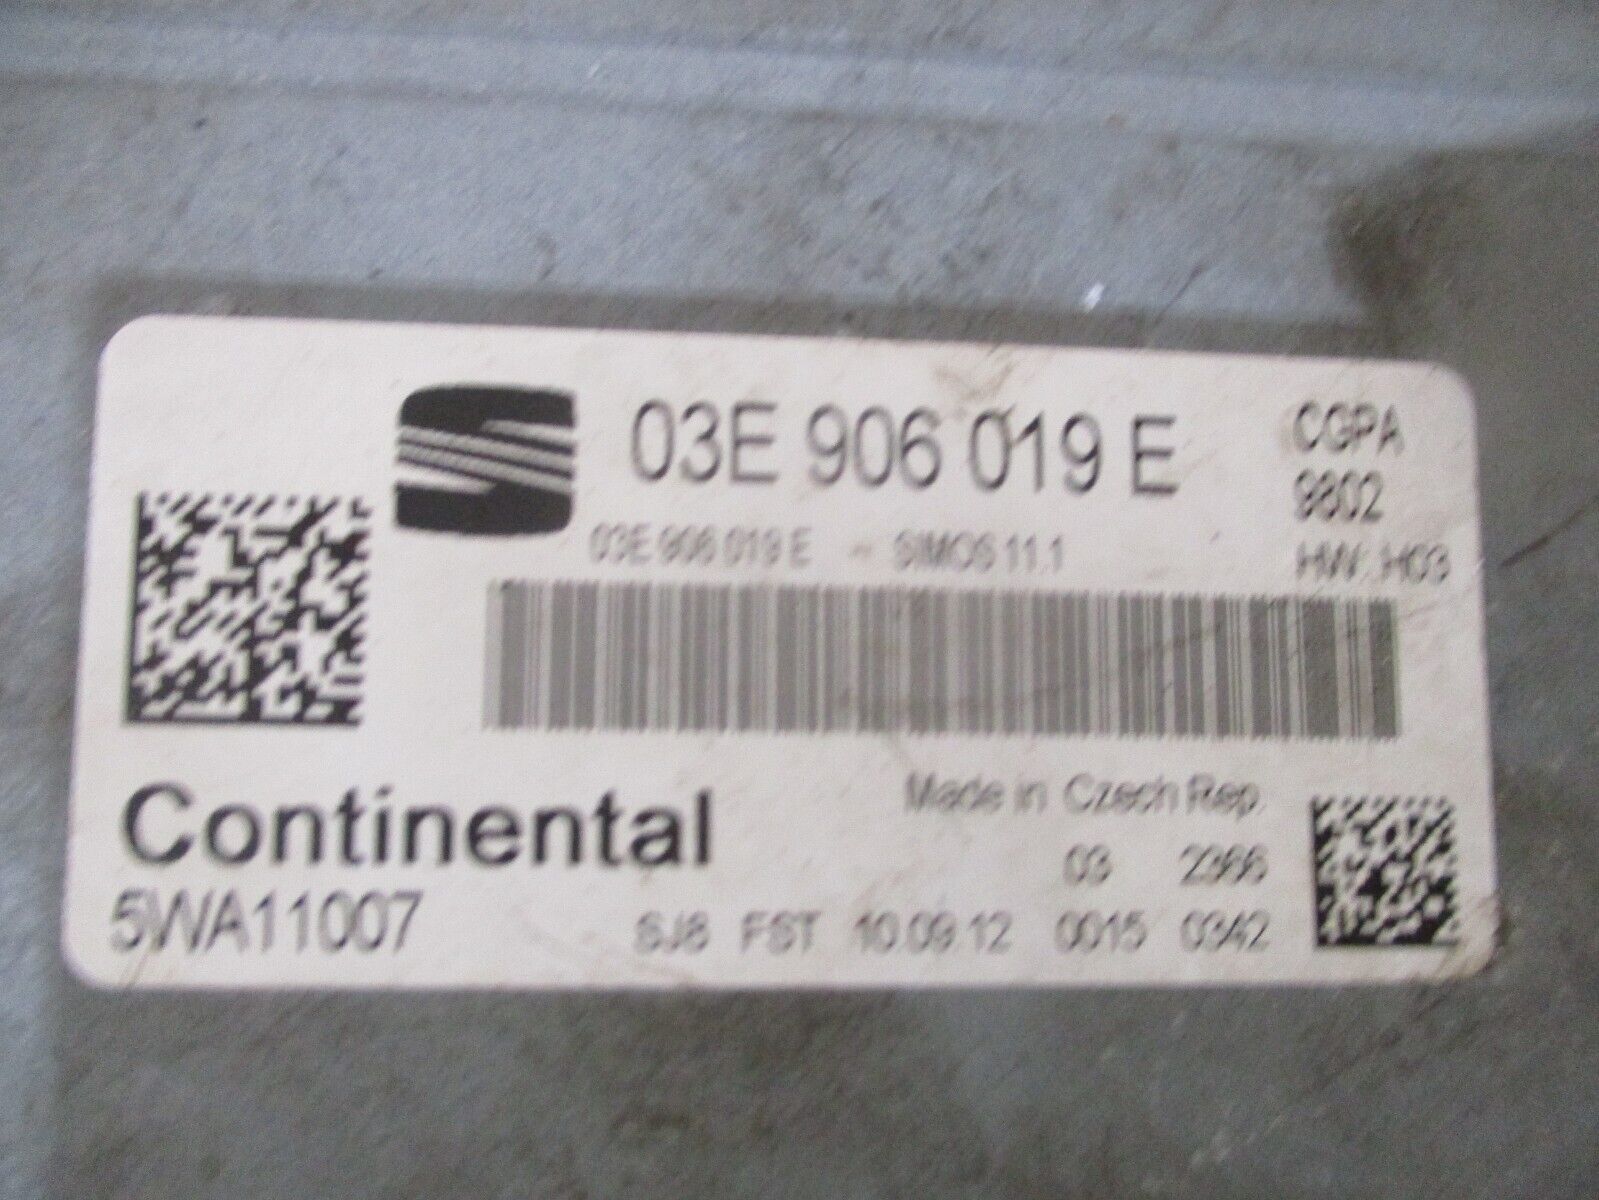 03E 906 019 E
CGPA
9802
03E 906 019 E - SIMOS 11.1
HW: H03
Continental
5WA11007
Made in Czech Rep.
03 2366
SJ8 FST 10.09.12 0015 0342